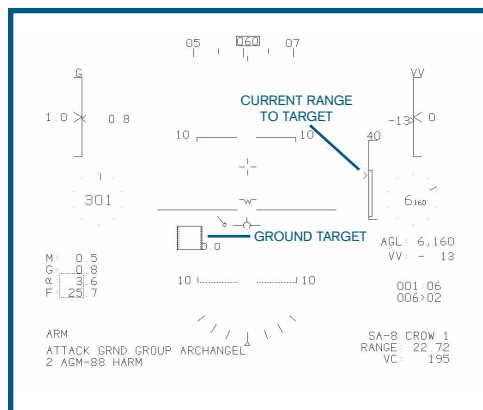 05 060 07
G
VV
CURRENT RANGE
TO TARGET
1.0 0.8
-13 0
40
10 10
301
6160
GROUND TARGET
0.0
AGL: 6,160
VV: - 13
M: 0.5
G: 0.8
α: 3.6
F: 25.7
10 10
001:06
006>02
ARM
ATTACK GRND GROUP ARCHANGEL
2 AGM-88 HARM
SA-8 CROW 1
RANGE: 22.72
VC: 195